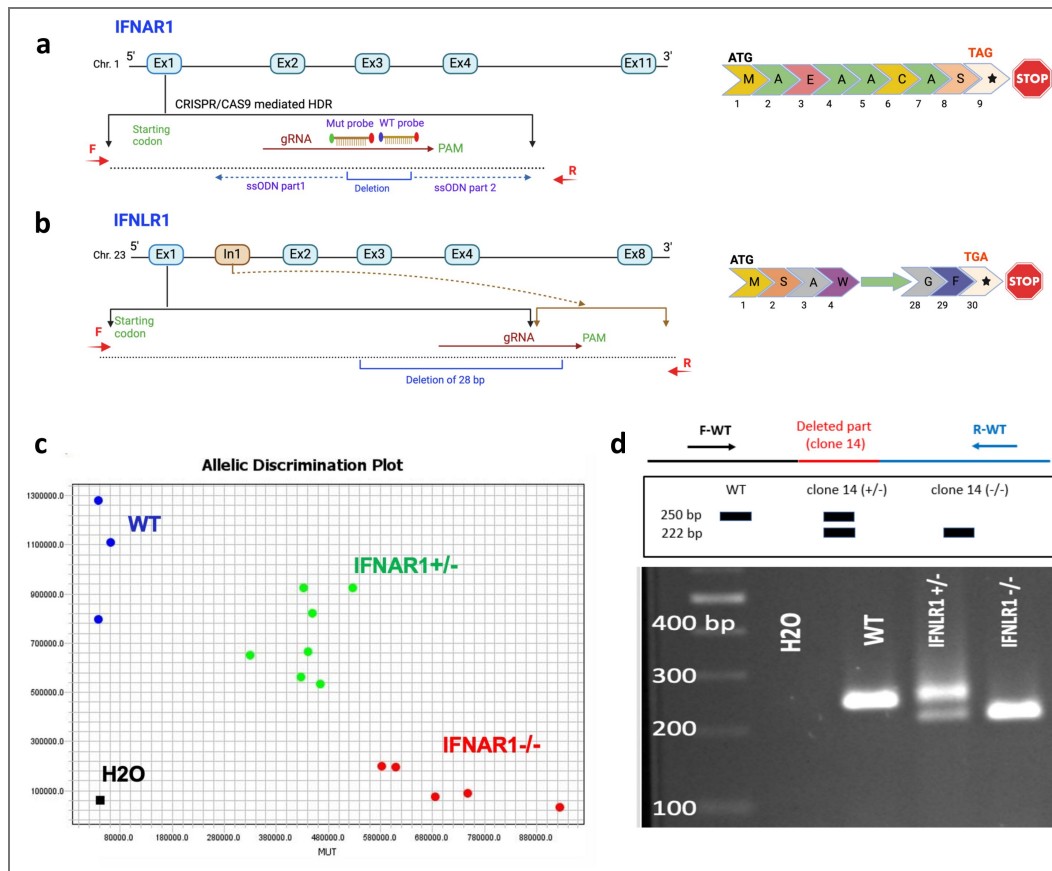 a
IFNAR1
Chr. 1 5' Ex1 Ex2 Ex3 Ex4 Ex11 3'
CRISPR/CAS9 mediated HDR
Starting
codon
Mut probe WT probe
gRNA PAM
F
R
ssODN part1 Deletion ssODN part 2
ATG TAG
M A E A A C A S STOP
1 2 3 4 5 6 7 8 9
b
IFNLR1
Chr. 23 5' Ex1 In1 Ex2 Ex3 Ex4 Ex8 3'
Starting
codon
F
gRNA PAM
R
Deletion of 28 bp
ATG TGA
M S A W G F STOP
1 2 3 4 28 29 30
c
Allelic Discrimination Plot
1300000.0
1100000.0
900000.0
700000.0
500000.0
300000.0
100000.0
WT
IFNAR1+/-
IFNAR1-/-
H2O
80000.0 180000.0 280000.0 380000.0 480000.0 580000.0 680000.0 780000.0 880000.0
MUT
d
F-WT Deleted part R-WT
(clone 14)
WT clone 14 (+/-) clone 14 (-/-)
250 bp
222 bp
400 bp
300
200
100
H2O
WT
IFNLR1 +/-
IFNLR1 -/-